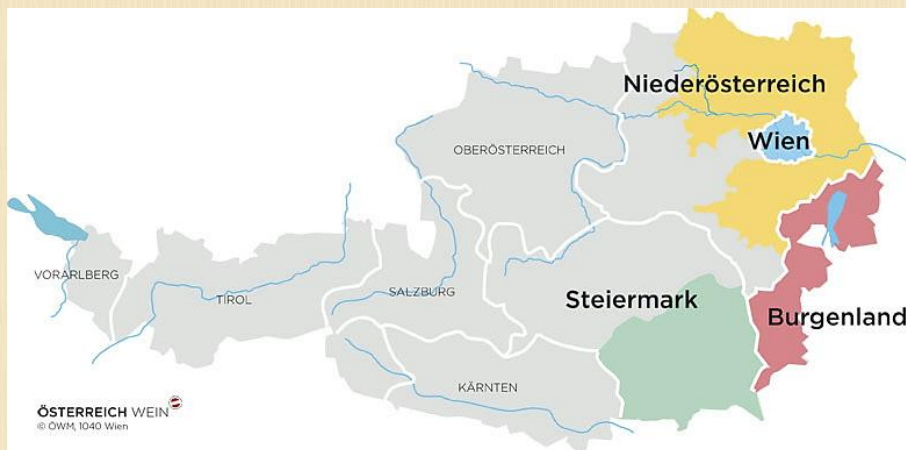 Niederösterreich
Wien
OBERÖSTERREICH
VORARLBERG
TIROL
SALZBURG
Steiermark
Burgenland
KÄRNTEN
ÖSTERREICH WEIN
© ÖWM, 1040 Wien